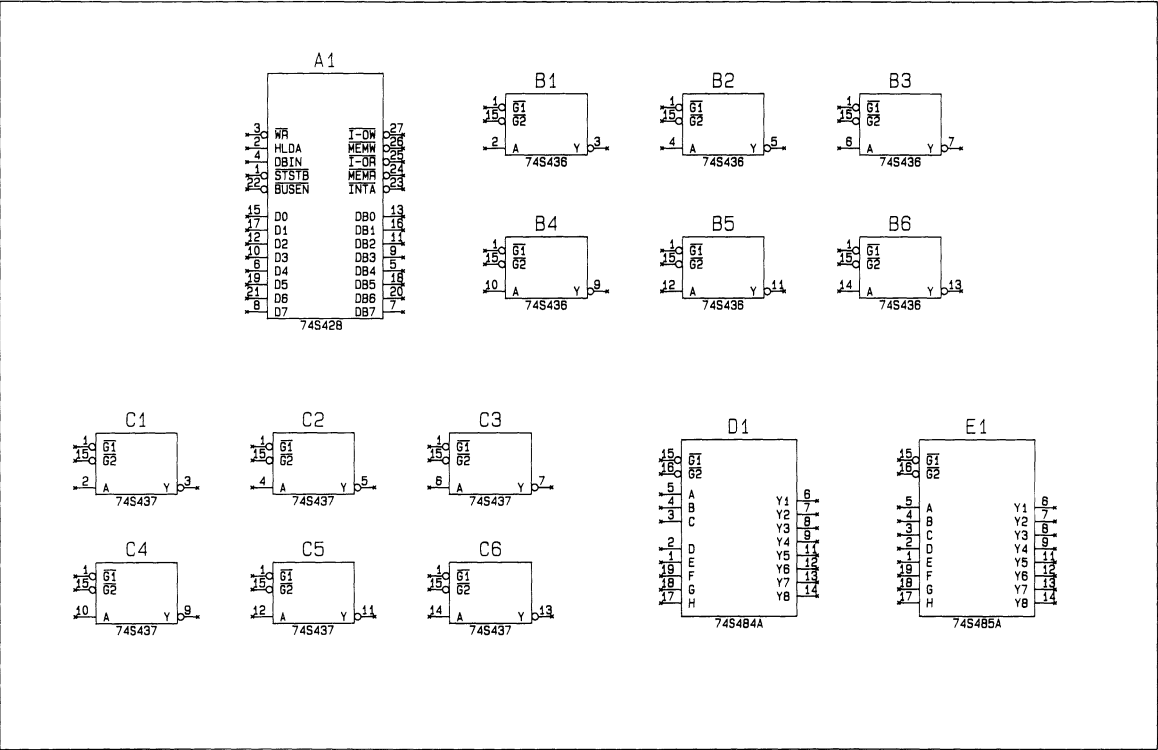 A1
3 WR I-OW 27
2 HLDA MEMW 26
4 DBIN I-OR 25
1 STSTB MEMR 24
22 BUSEN INTA 23
15 D0 DB0 13
17 D1 DB1 16
12 D2 DB2 11
10 D3 DB3 9
6 D4 DB4 5
19 D5 DB5 18
21 D6 DB6 20
8 D7 DB7 7
74S428
B1
1 G1
15 G2
2 A Y 3
74S436
B2
1 G1
15 G2
4 A Y 5
74S436
B3
1 G1
15 G2
6 A Y 7
74S436
B4
1 G1
15 G2
10 A Y 9
74S436
B5
1 G1
15 G2
12 A Y 11
74S436
B6
1 G1
15 G2
14 A Y 13
74S436
C1
1 G1
15 G2
2 A Y 3
74S437
C2
1 G1
15 G2
4 A Y 5
74S437
C3
1 G1
15 G2
6 A Y 7
74S437
C4
1 G1
15 G2
10 A Y 9
74S437
C5
1 G1
15 G2
12 A Y 11
74S437
C6
1 G1
15 G2
14 A Y 13
74S437
D1
15 G1
16 G2
5 A Y1 6
4 B Y2 7
3 C Y3 8
2 D Y4 9
1 E Y5 11
19 F Y6 12
18 G Y7 13
17 H Y8 14
74S484A
E1
15 G1
16 G2
5 A Y1 6
4 B Y2 7
3 C Y3 8
2 D Y4 9
1 E Y5 11
19 F Y6 12
18 G Y7 13
17 H Y8 14
74S485A